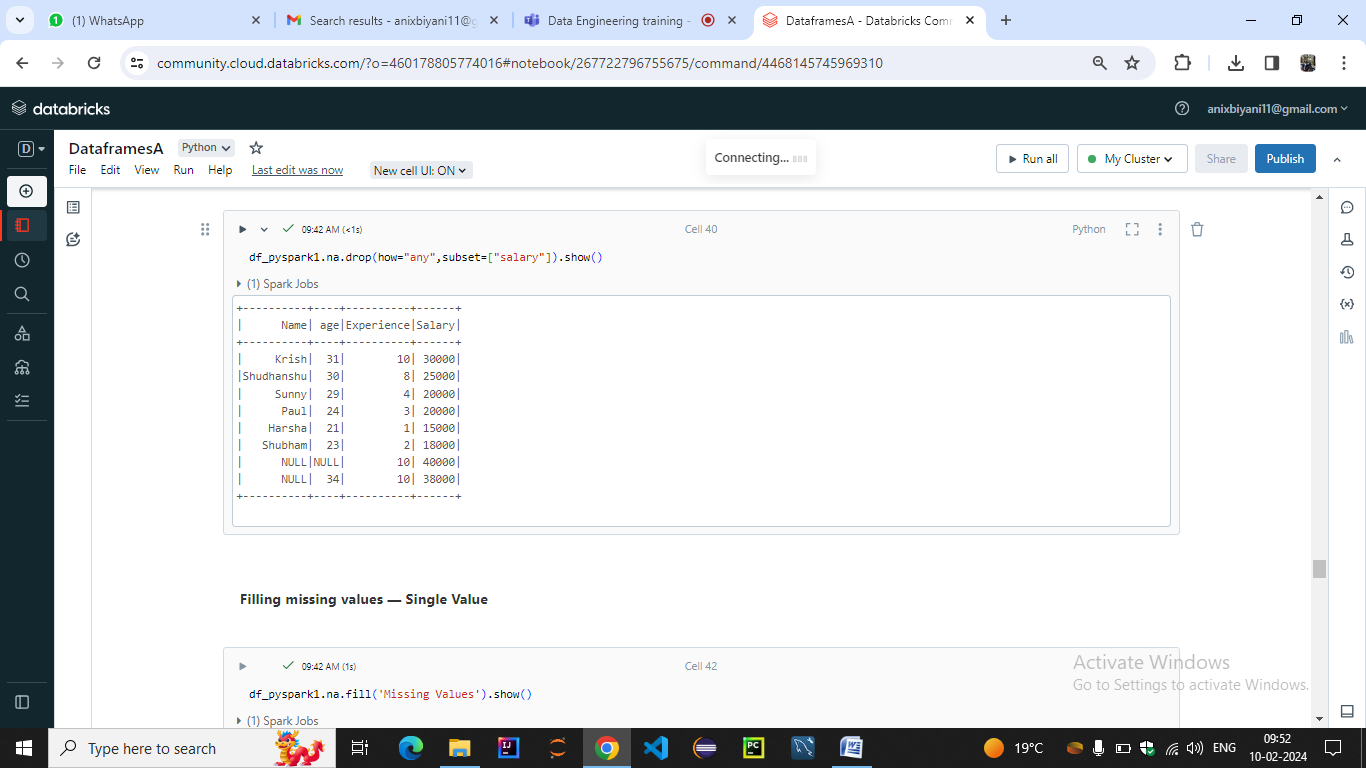 (1) WhatsApp
Search results - anixbiyani11@g
Data Engineering training -
DataframesA - Databricks Com
community.cloud.databricks.com/?o=460178805774016#notebook/267722796755675/command/4468145745969310
databricks
anixbiyani11@gmail.com
D
DataframesA
Python
File Edit View Run Help
Last edit was now
New cell UI: ON
Connecting...
Run all
My Cluster
Share
Publish
09:42 AM (<1s)
Cell 40
Python
df_pyspark1.na.drop(how="any",subset=["salary"]).show()
(1) Spark Jobs
+----------+----+----------+------+
|      Name| age|Experience|Salary|
+----------+----+----------+------+
|     Krish|  31|        10| 30000|
|Shudhanshu|  30|         8| 25000|
|     Sunny|  29|         4| 20000|
|      Paul|  24|         3| 20000|
|    Harsha|  21|         1| 15000|
|   Shubham|  23|         2| 18000|
|      NULL|NULL|        10| 40000|
|      NULL|  34|        10| 38000|
+----------+----+----------+------+
Filling missing values — Single Value
09:42 AM (1s)
Cell 42
df_pyspark1.na.fill('Missing Values').show()
(1) Spark Jobs
Activate Windows
Go to Settings to activate Windows.
Type here to search
19°C
ENG
09:52
10-02-2024